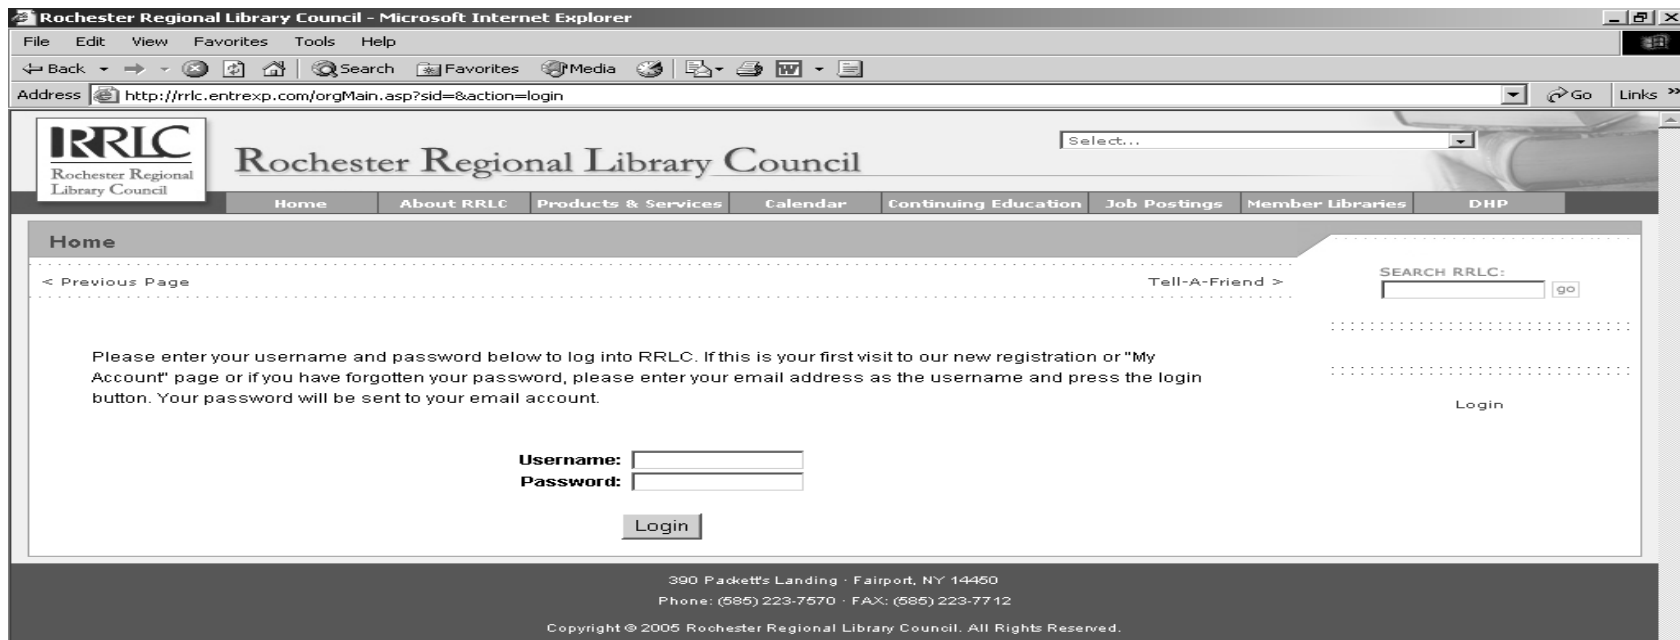 Rochester Regional Library Council - Microsoft Internet Explorer
File Edit View Favorites Tools Help
Back Search Favorites Media
Address http://rrlc.entrexp.com/orgMain.asp?sid=&action=login Go Links »
RRLC
Rochester Regional
Library Council
Rochester Regional Library Council
Select...
Home About RRLC Products & Services Calendar Continuing Education Job Postings Member Libraries DHP
Home
< Previous Page Tell-A-Friend >
SEARCH RRLC:
go
Please enter your username and password below to log into RRLC. If this is your first visit to our new registration or "My
Account" page or if you have forgotten your password, please enter your email address as the username and press the login
button. Your password will be sent to your email account.
Login
Username:
Password:
Login
390 Packett's Landing · Fairport, NY 14450
Phone: (585) 223-7570 · FAX: (585) 223-7712
Copyright © 2005 Rochester Regional Library Council. All Rights Reserved.